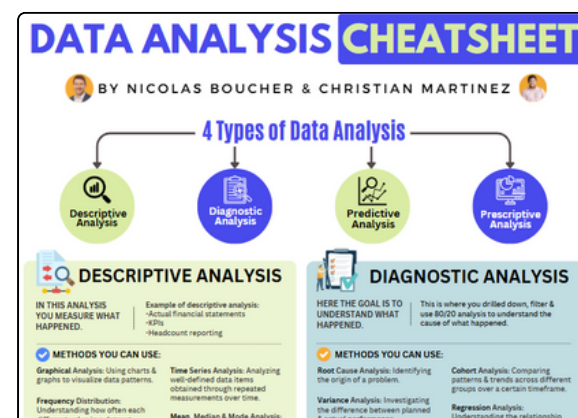 DATA ANALYSIS CHEATSHEET
BY NICOLAS BOUCHER & CHRISTIAN MARTINEZ
4 Types of Data Analysis
Descriptive
Analysis
Diagnostic
Analysis
Predictive
Analysis
Prescriptive
Analysis
DESCRIPTIVE ANALYSIS
IN THIS ANALYSIS
YOU MEASURE WHAT
HAPPENED.
Example of descriptive analysis:
-Actual financial statements
-KPIs
-Headcount reporting
METHODS YOU CAN USE:
Graphical Analysis: Using charts &
graphs to visualize data patterns.
Frequency Distribution:
Understanding how often each
Time Series Analysis: Analyzing
well-defined data items
obtained through repeated
measurements over time.
Mean, Median & Mode Analysis:
DIAGNOSTIC ANALYSIS
HERE THE GOAL IS TO
UNDERSTAND WHAT
HAPPENED.
This is where you drilled down, filter &
use 80/20 analysis to understand the
cause of what happened.
METHODS YOU CAN USE:
Root Cause Analysis: Identifying
the origin of a problem.
Variance Analysis: Investigating
the difference between planned
Cohort Analysis: Comparing
patterns & trends across different
groups over a certain timeframe.
Regression Analysis:
Understanding the relationship